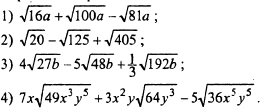 1) √16a + √100a − √81a ;
2) √20 − √125 + √405 ;
3) 4√27b − 5√48b + 1/3 √192b ;
4) 7x√49x³y⁵ + 3x²y√64y³ − 5√36x⁵y⁵ .